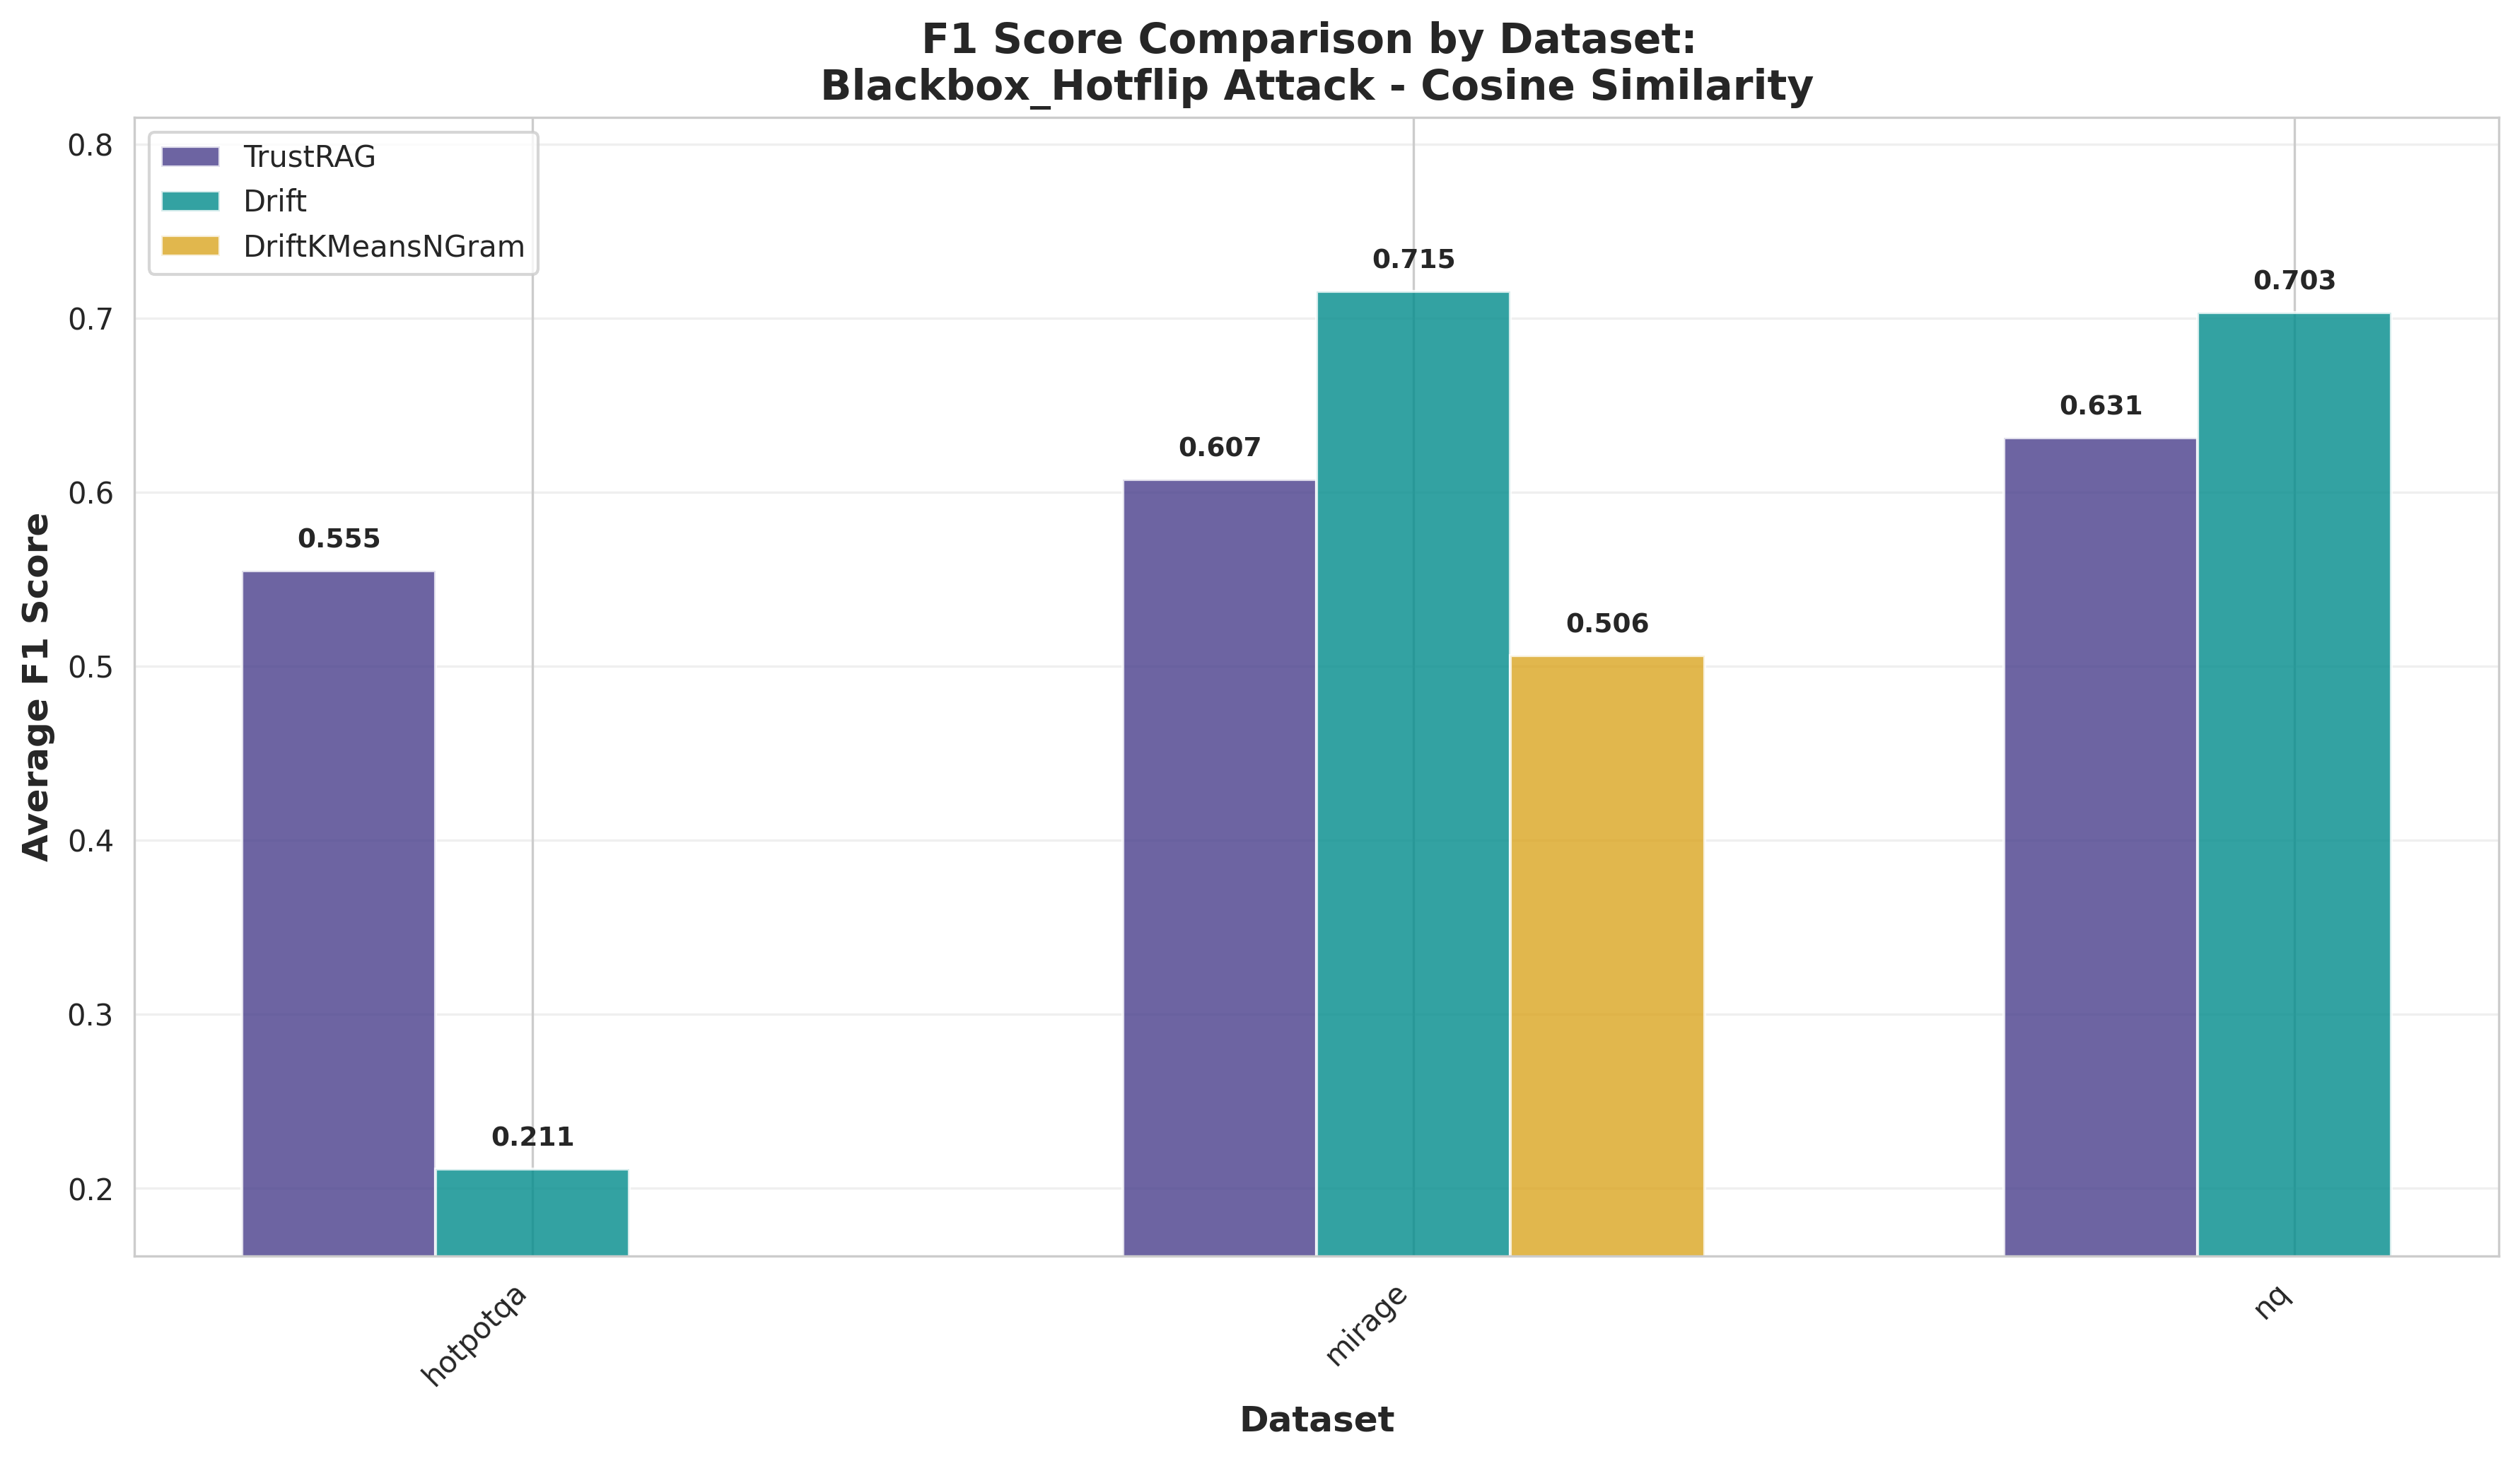 F1 Score Comparison by Dataset:
Blackbox_Hotflip Attack - Cosine Similarity
TrustRAG
Drift
DriftKMeansNGram
Average F1 Score
0.8
0.7
0.6
0.5
0.4
0.3
0.2
0.555
0.211
0.607
0.715
0.506
0.631
0.703
hotpotqa
mirage
nq
Dataset